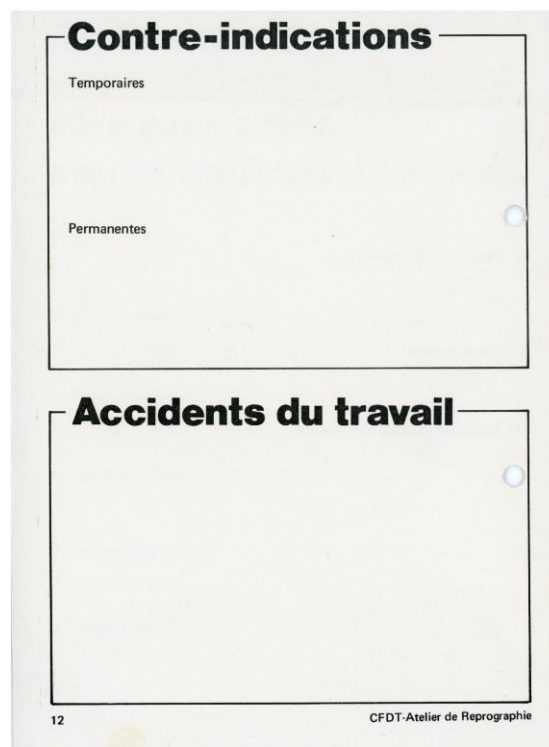 Contre-indications
Temporaires
Permanentes
Accidents du travail
12
CFDT-Atelier de Reprographie